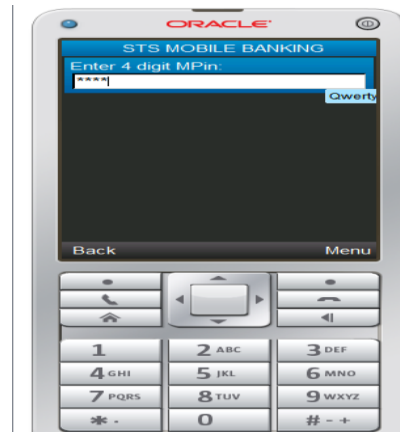 ORACLE
STS MOBILE BANKING
Enter 4 digit MPin:
****
Qwerty
Back Menu
1 2 ABC 3 DEF
4 GHI 5 JKL 6 MNO
7 PQRS 8 TUV 9 WXYZ
* . 0 # - +